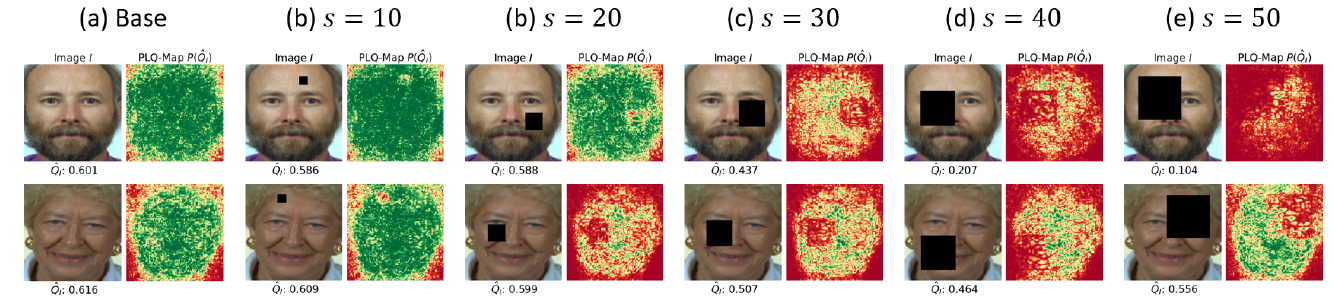 (a) Base (b) s = 10 (b) s = 20 (c) s = 30 (d) s = 40 (e) s = 50
Image I PLQ-Map P(Q̂_I) Image I PLQ-Map P(Q̂_I) Image I PLQ-Map P(Q̂_I) Image I PLQ-Map P(Q̂_I) Image I PLQ-Map P(Q̂_I) Image I PLQ-Map P(Q̂_I)
Q̂_I: 0.601 Q̂_I: 0.586 Q̂_I: 0.588 Q̂_I: 0.437 Q̂_I: 0.207 Q̂_I: 0.104
Q̂_I: 0.616 Q̂_I: 0.609 Q̂_I: 0.599 Q̂_I: 0.507 Q̂_I: 0.464 Q̂_I: 0.556